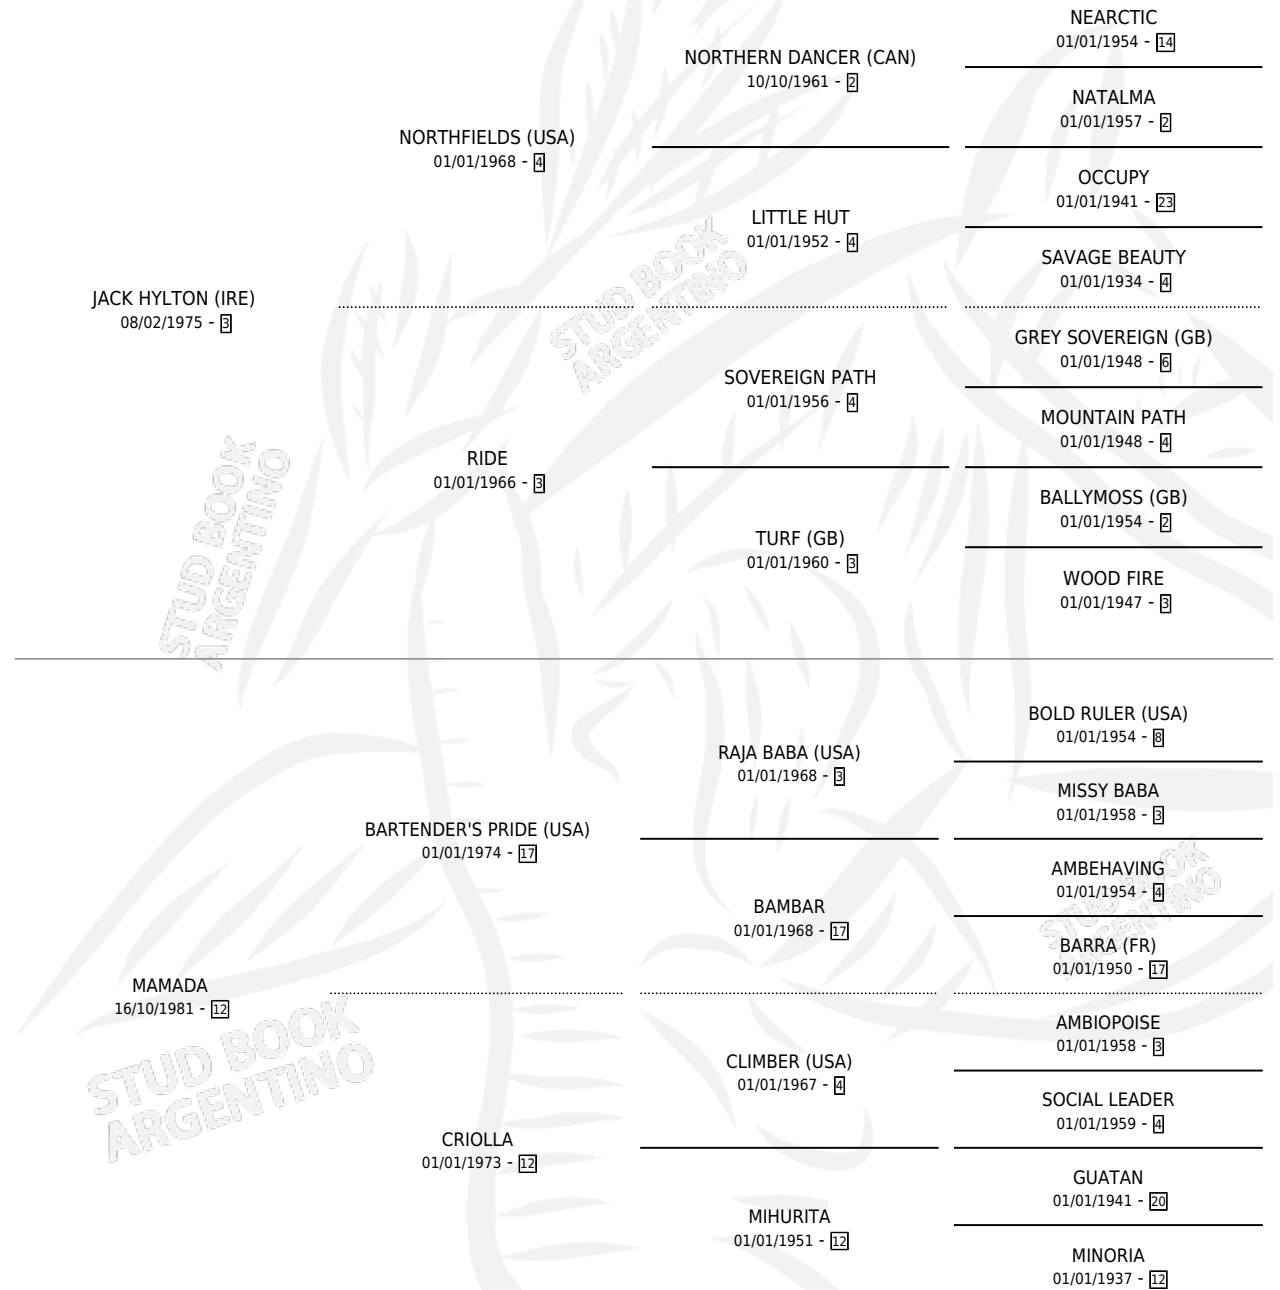 NEARCTIC
01/01/1954 - 14
NORTHERN DANCER (CAN)
10/10/1961 - 2
NATALMA
01/01/1957 - 2
NORTHFIELDS (USA)
01/01/1968 - 4
OCCUPY
01/01/1941 - 23
LITTLE HUT
01/01/1952 - 4
SAVAGE BEAUTY
01/01/1934 - 4
JACK HYLTON (IRE)
08/02/1975 - 3
GREY SOVEREIGN (GB)
01/01/1948 - 6
SOVEREIGN PATH
01/01/1956 - 4
MOUNTAIN PATH
01/01/1948 - 4
RIDE
01/01/1966 - 3
BALLYMOSS (GB)
01/01/1954 - 2
TURF (GB)
01/01/1960 - 3
WOOD FIRE
01/01/1947 - 3
BOLD RULER (USA)
01/01/1954 - 8
RAJA BABA (USA)
01/01/1968 - 3
MISSY BABA
01/01/1958 - 3
BARTENDER'S PRIDE (USA)
01/01/1974 - 17
AMBEHAVING
01/01/1954 - 4
BAMBAR
01/01/1968 - 17
BARRA (FR)
01/01/1950 - 17
MAMADA
16/10/1981 - 12
AMBIOPOISE
01/01/1958 - 3
CLIMBER (USA)
01/01/1967 - 4
SOCIAL LEADER
01/01/1959 - 4
CRIOLLA
01/01/1973 - 12
GUATAN
01/01/1941 - 20
MIHURITA
01/01/1951 - 12
MINORIA
01/01/1937 - 12
STUD BOOK
ARGENTINO
STUD BOOK
ARGENTINO
STUD BOOK
ARGENTINO
STUD BOOK
ARGENTINO